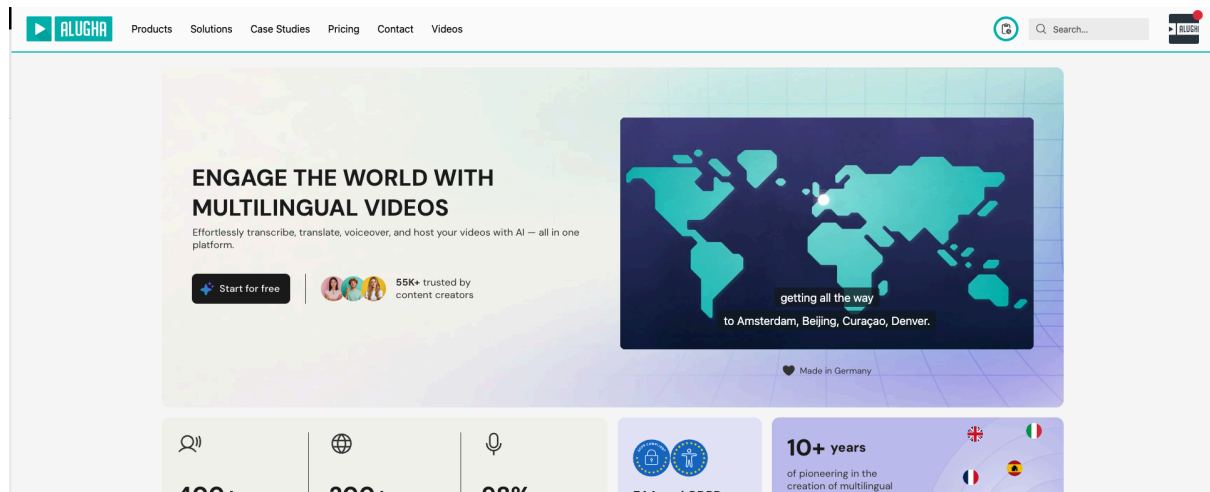 ALUGHA
Products Solutions Case Studies Pricing Contact Videos
Search...
ENGAGE THE WORLD WITH
MULTILINGUAL VIDEOS
Effortlessly transcribe, translate, voiceover, and host your videos with AI — all in one
platform.
Start for free
55K+ trusted by
content creators
getting all the way
to Amsterdam, Beijing, Curaçao, Denver.
Made in Germany
10+ years
of pioneering in the
creation of multilingual